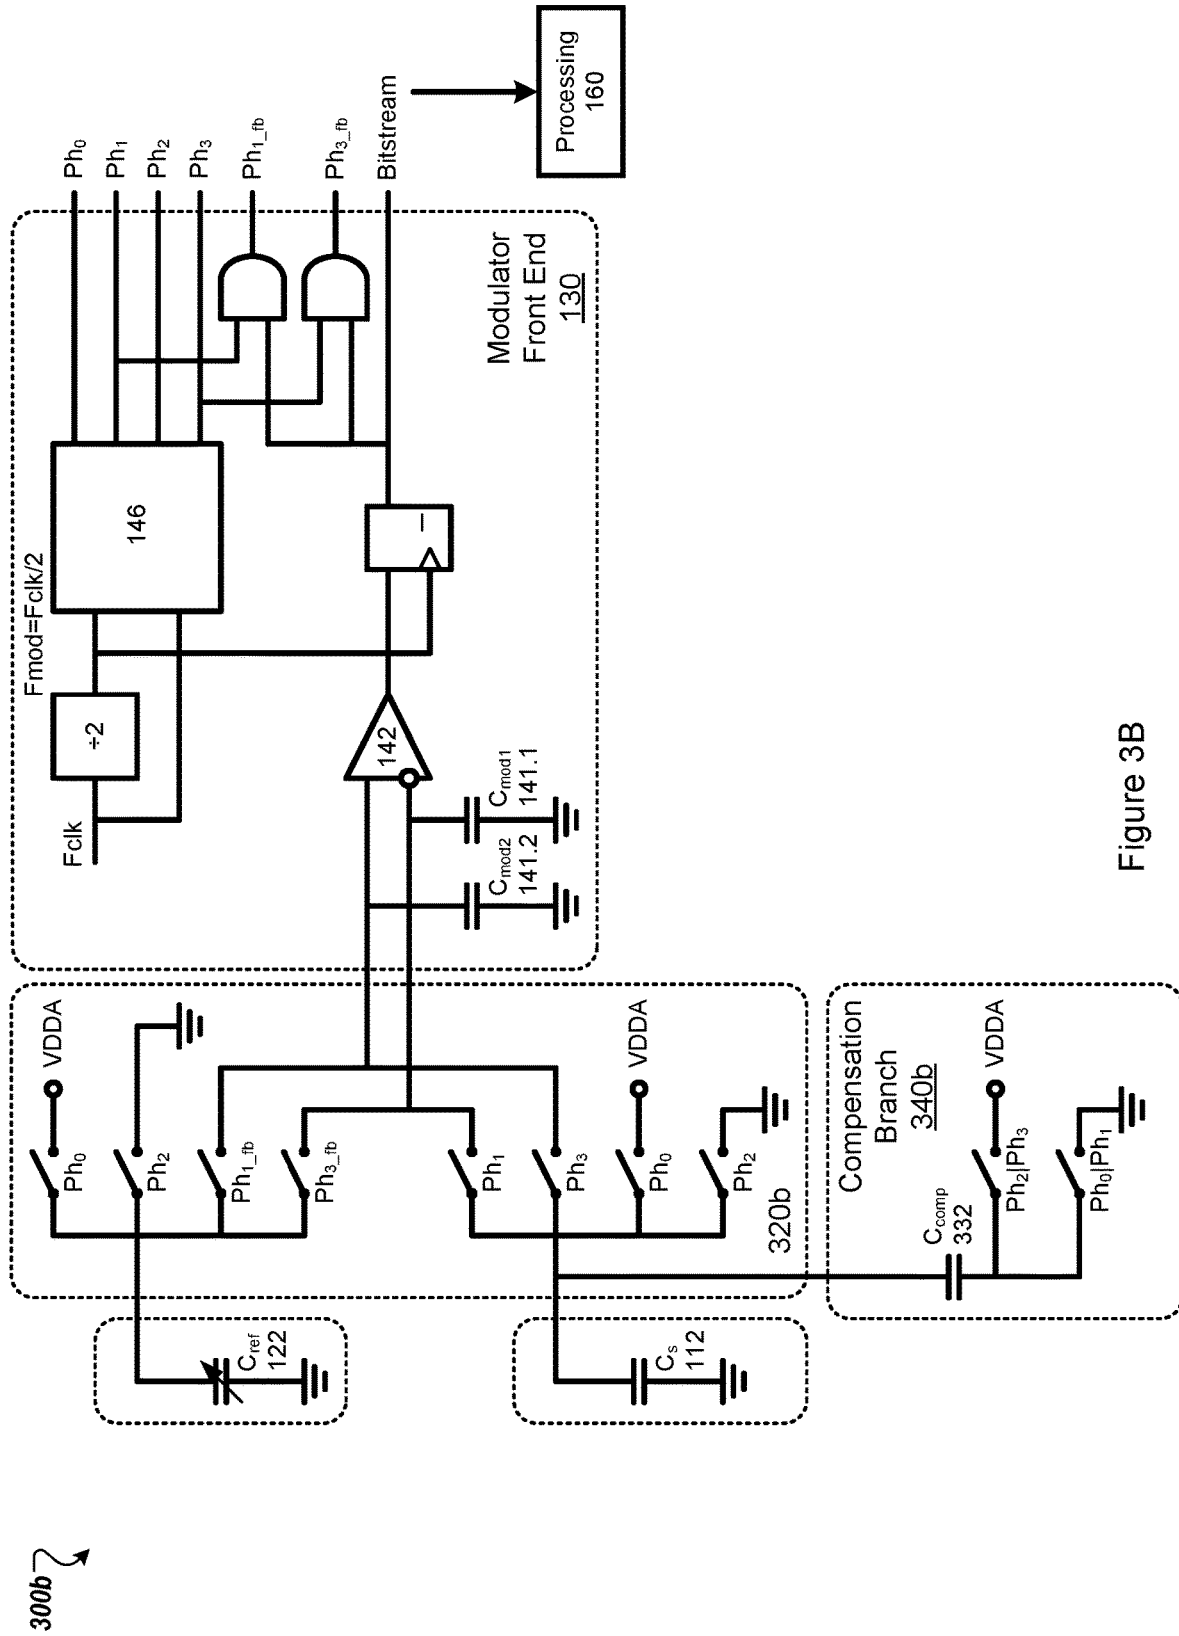 300b
Fclk
÷2
Fmod=Fclk/2
146
Ph0
Ph1
Ph2
Ph3
Ph1_fb
Ph3_fb
Bitstream
Processing
160
142
–
Cmod1
141.1
Cmod2
141.2
Modulator
Front End
130
Cref
122
Ph0
VDDA
Ph2
Ph1_fb
Ph3_fb
Ph1
Ph3
Ph0
VDDA
Ph2
320b
Cs
112
Compensation
Branch
340b
Ccomp
332
Ph2|Ph3
VDDA
Ph0|Ph1
Figure 3B